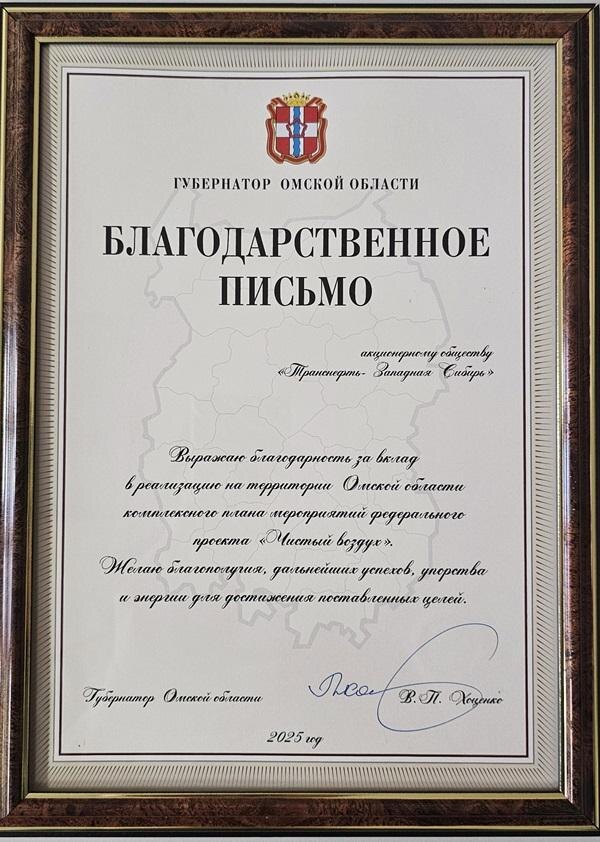 ГУБЕРНАТОР ОМСКОЙ ОБЛАСТИ
БЛАГОДАРСТВЕННОЕ
ПИСЬМО
акционерному обществу
«Транснефть- Западная Сибирь»
Выражаю благодарность за вклад
в реализацию на территории Омской области
комплексного плана мероприятий федерального
проекта «Чистый воздух».
Желаю благополучия, дальнейших успехов, упорства
и энергии для достижения поставленных целей.
Губернатор Омской области В. П. Хоценко
2025 год